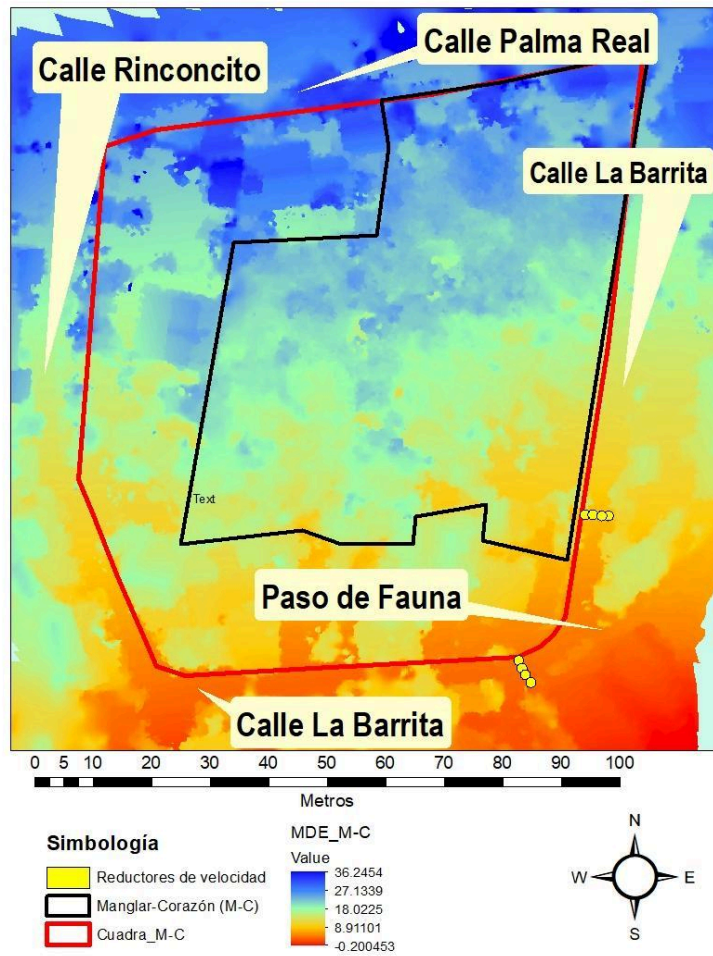 Calle Palma Real
Calle Rinconcito
Calle La Barrita
Text
Paso de Fauna
Calle La Barrita
0 10 20 30 40 50 60 70 80 90 100
Metros
Simbología
Reductores de velocidad
Manglar-Corazón (M-C)
Cuadra_M-C
MDE_M-C
Value
36.2454
27.1339
18.0225
8.91101
-0.200453
N
W E
S